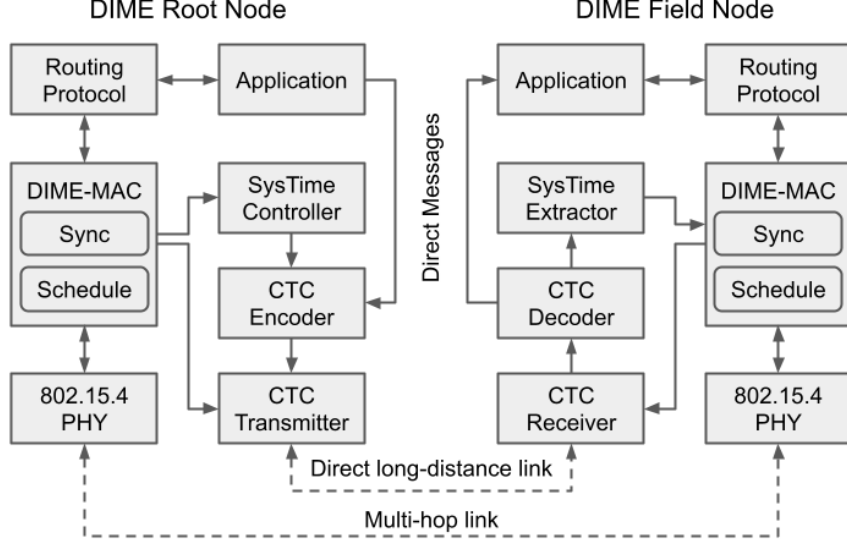 DIME Root Node
DIME Field Node
Routing
Protocol
Application
Application
Routing
Protocol
Direct Messages
DIME-MAC
Sync
Schedule
SysTime
Controller
SysTime
Extractor
DIME-MAC
Sync
Schedule
CTC
Encoder
CTC
Decoder
802.15.4
PHY
CTC
Transmitter
CTC
Receiver
802.15.4
PHY
Direct long-distance link
Multi-hop link